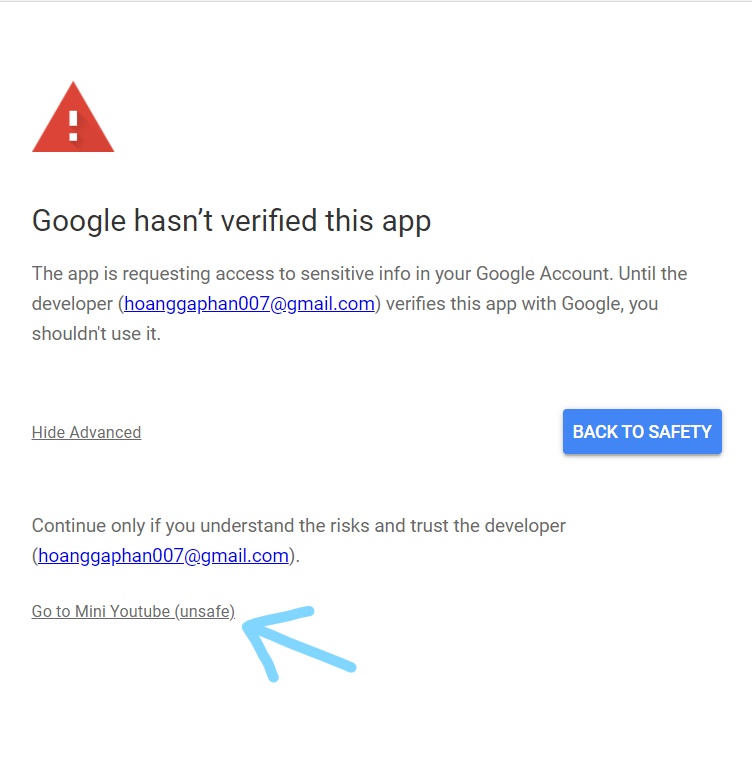 Google hasn’t verified this app
The app is requesting access to sensitive info in your Google Account. Until the
developer (hoanggaphan007@gmail.com) verifies this app with Google, you
shouldn't use it.
Hide Advanced
BACK TO SAFETY
Continue only if you understand the risks and trust the developer
(hoanggaphan007@gmail.com).
Go to Mini Youtube (unsafe)